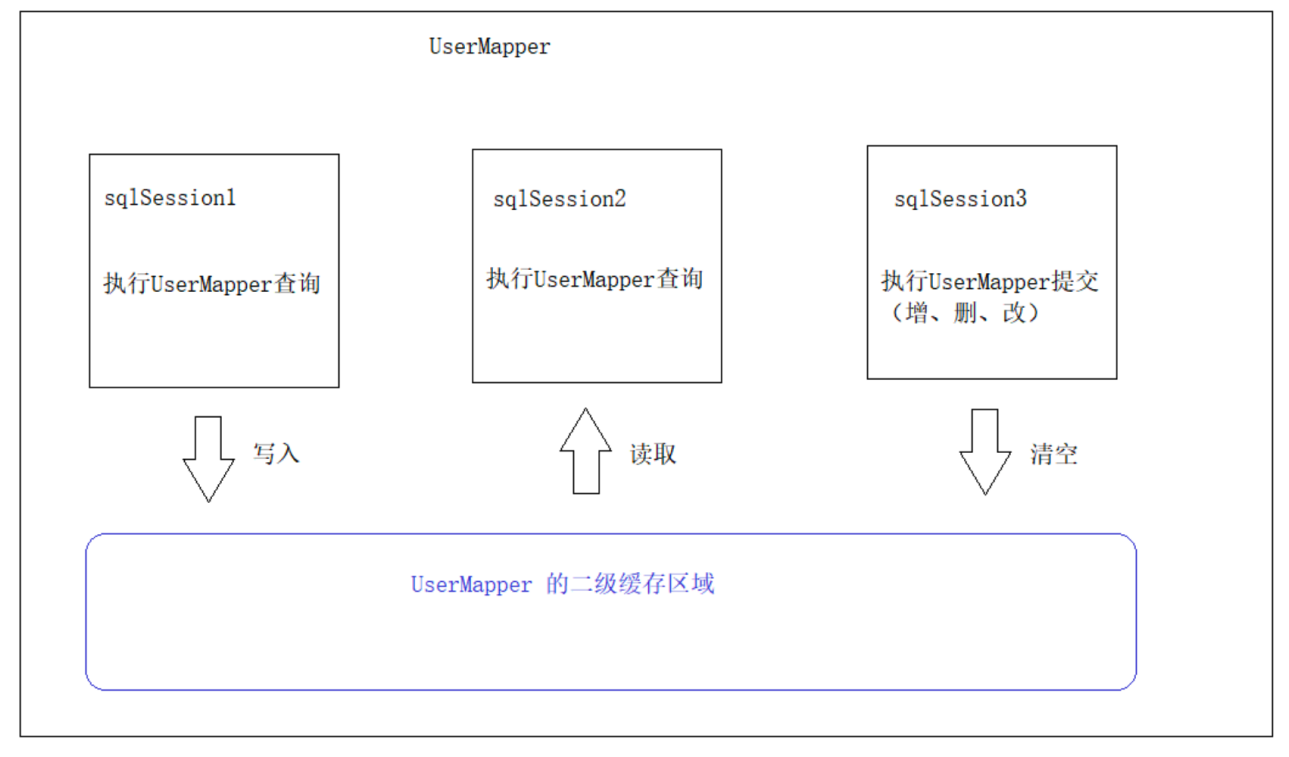 UserMapper
sqlSession1
执行UserMapper查询
sqlSession2
执行UserMapper查询
sqlSession3
执行UserMapper提交
（增、删、改）
写入
读取
清空
UserMapper 的二级缓存区域